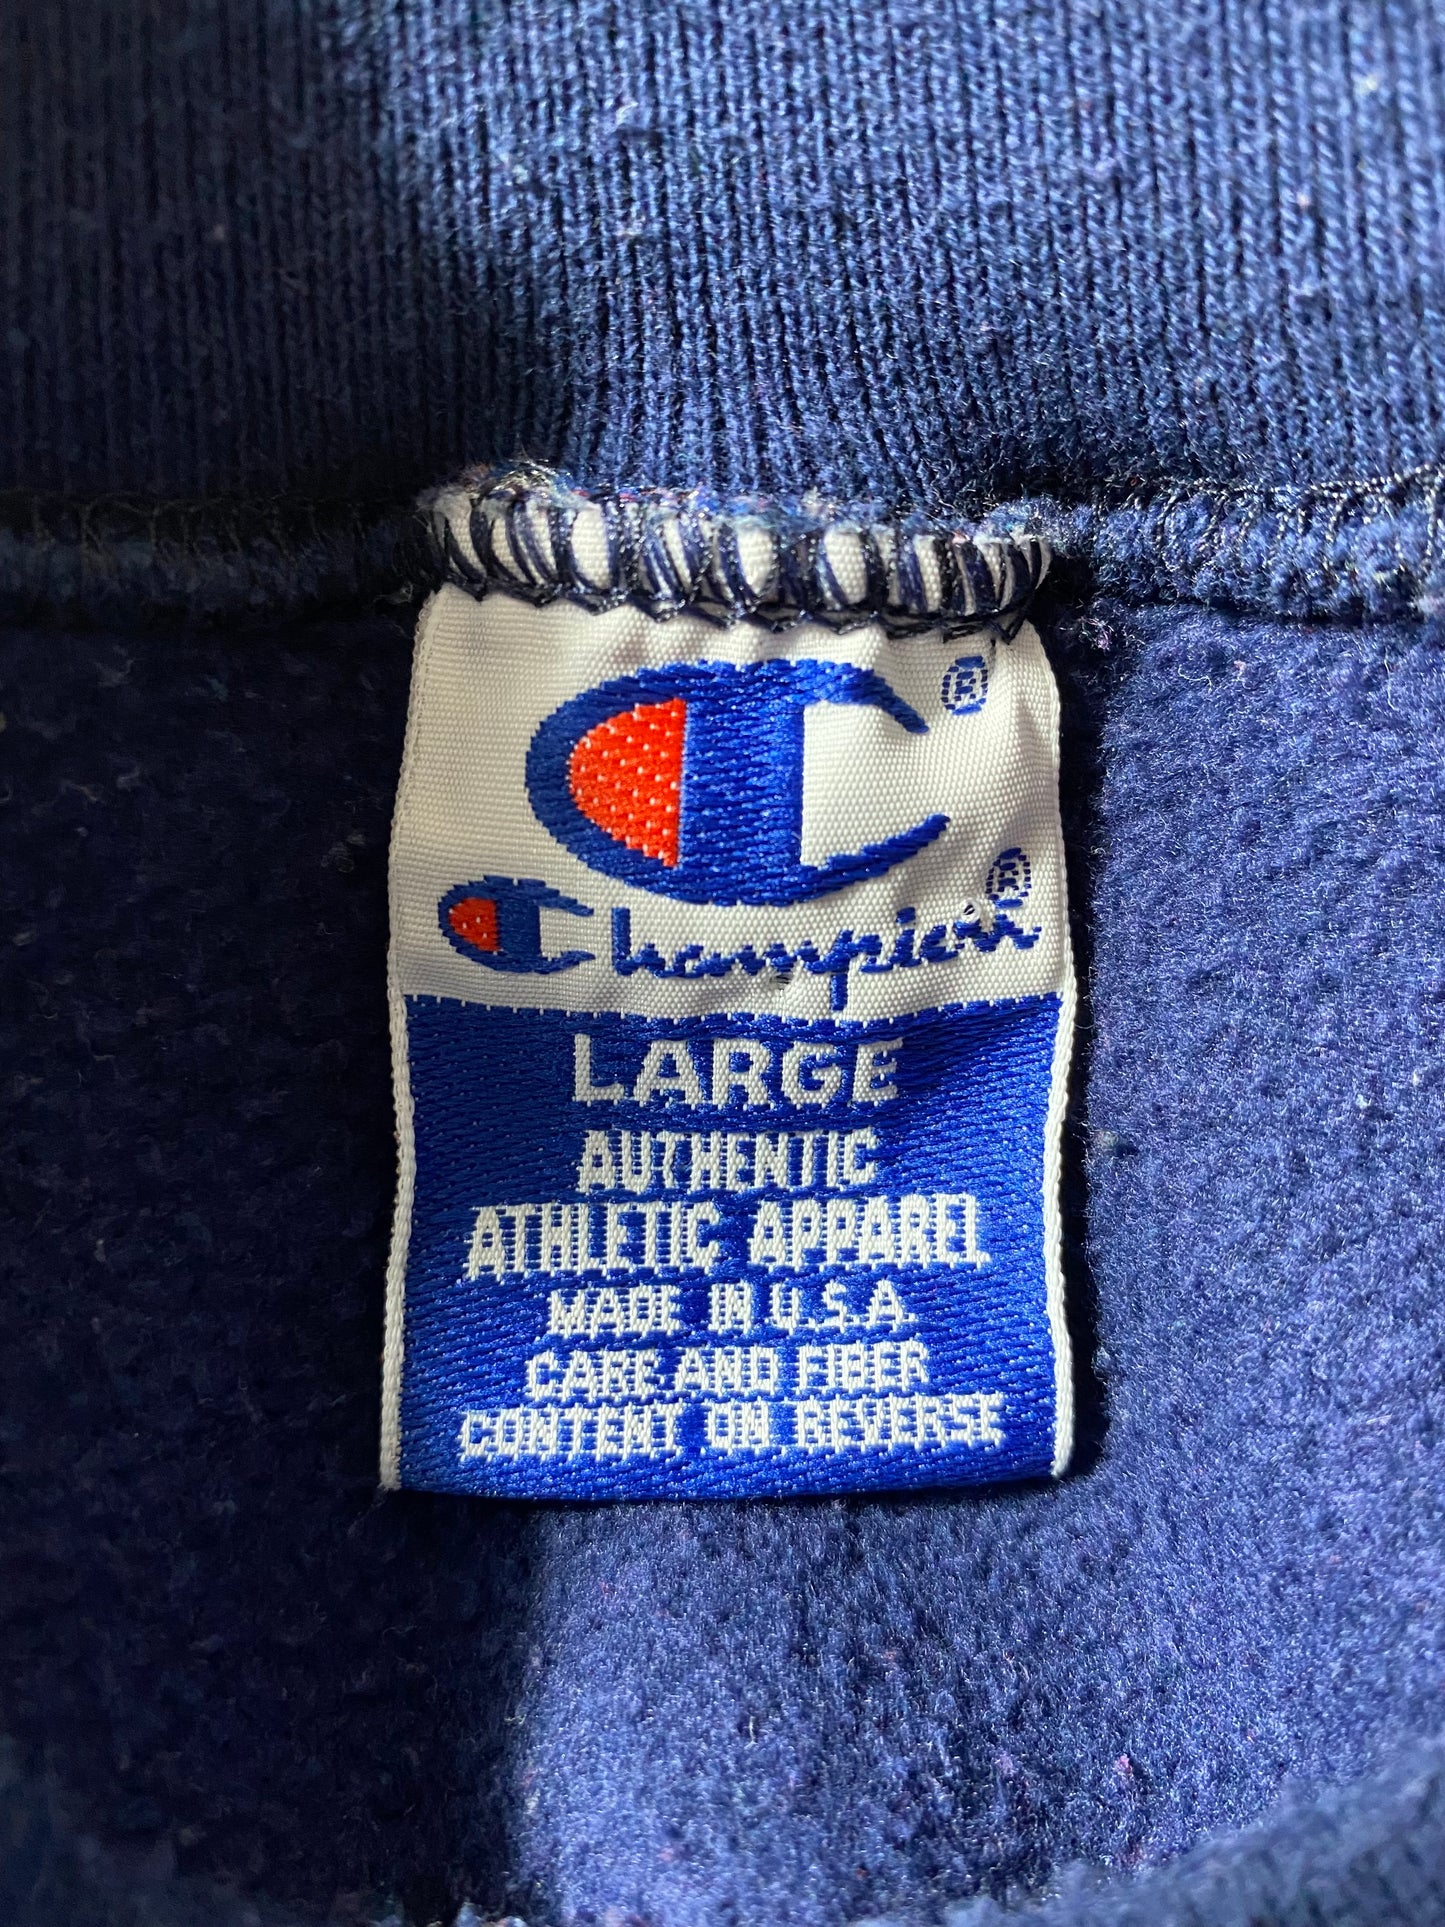 ®
Champion®
LARGE
AUTHENTIC
ATHLETIC APPAREL
MADE IN U.S.A.
CARE AND FIBER
CONTENT ON REVERSE